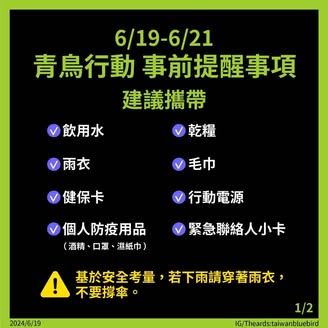 6/19-6/21
青鳥行動 事前提醒事項
建議攜帶
飲用水
乾糧
雨衣
毛巾
健保卡
行動電源
個人防疫用品
（酒精、口罩、濕紙巾）
緊急聯絡人小卡
基於安全考量，若下雨請穿著雨衣，
不要撐傘。
1/2
2024/6/19
IG/Theards:taiwanbluebird